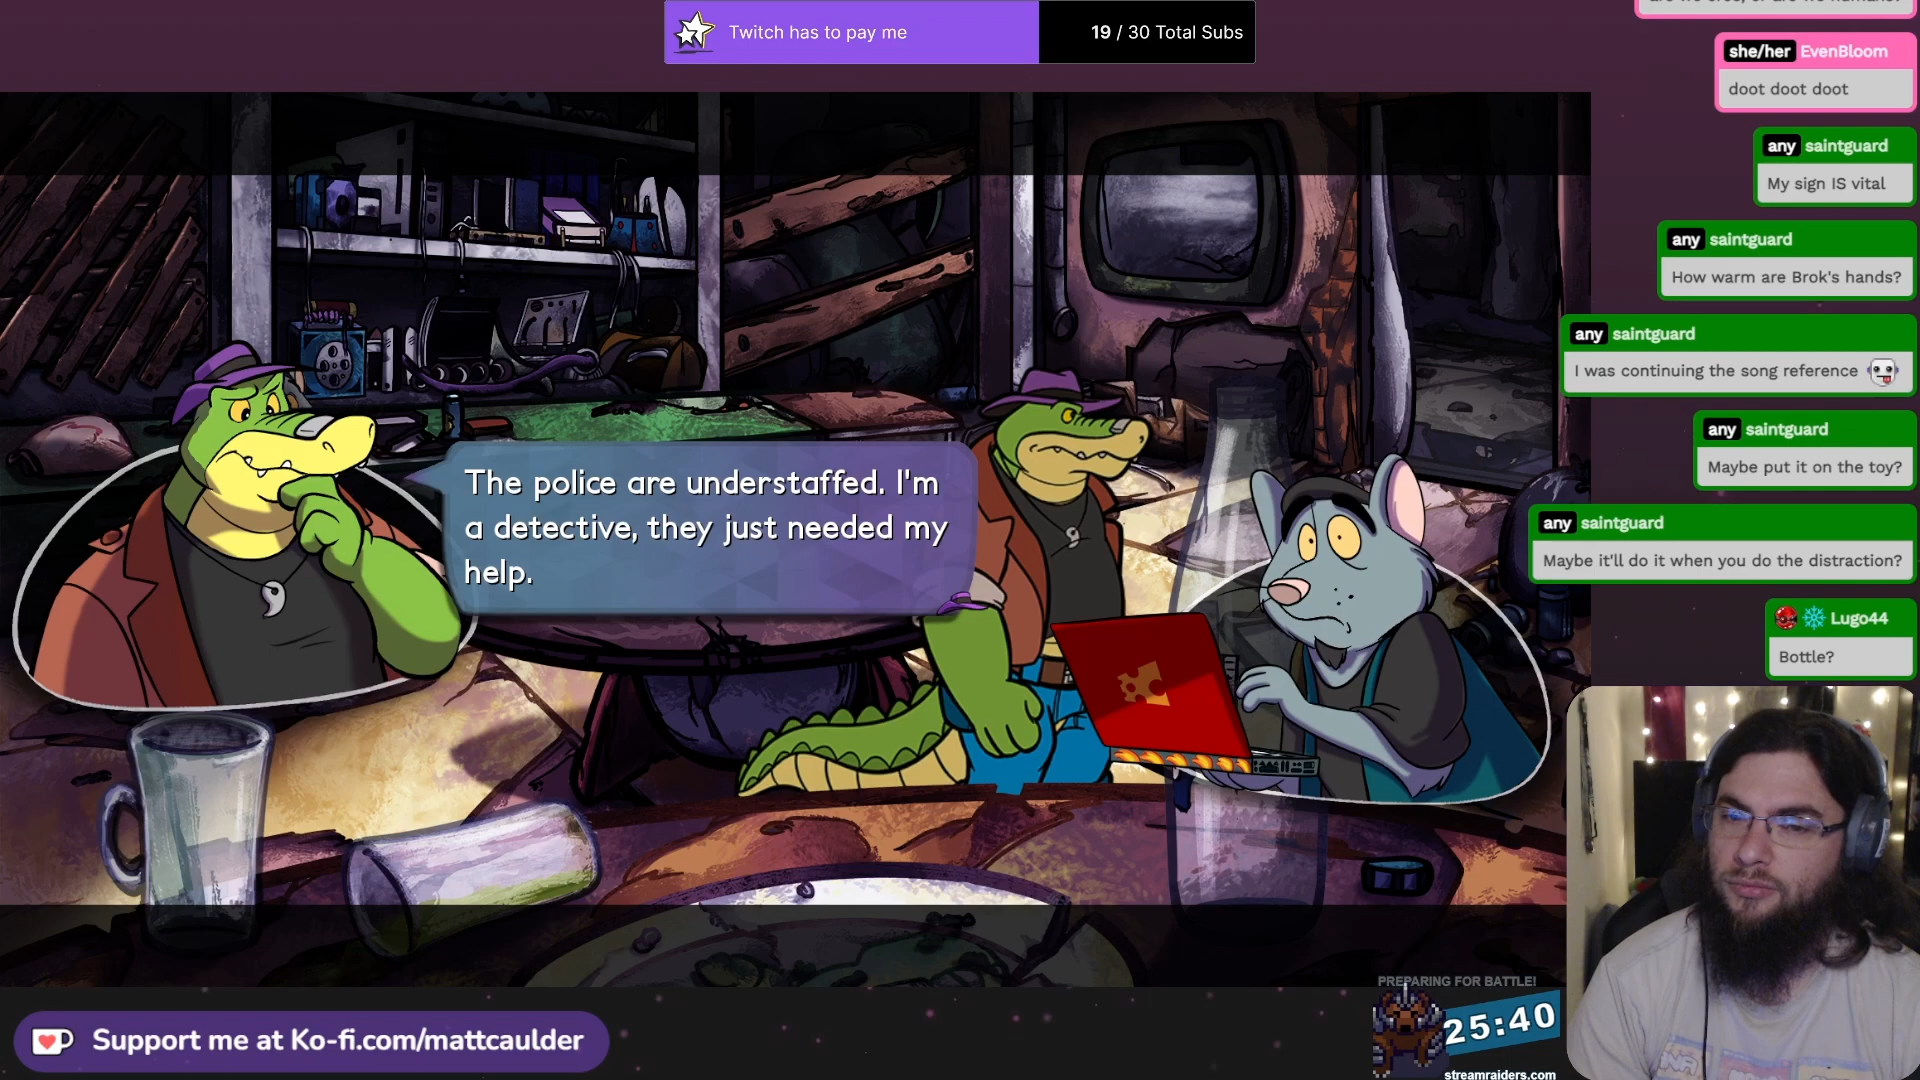 Twitch has to pay me
19 / 30 Total Subs
she/her EvenBloom
doot doot doot
any saintguard
My sign IS vital
any saintguard
How warm are Brok's hands?
any saintguard
I was continuing the song reference
any saintguard
Maybe put it on the toy?
any saintguard
Maybe it'll do it when you do the distraction?
Lugo44
Bottle?
The police are understaffed. I'm
a detective, they just needed my
help.
PREPARING FOR BATTLE!
25:40
streamraiders.com
Support me at Ko-fi.com/mattcaulder